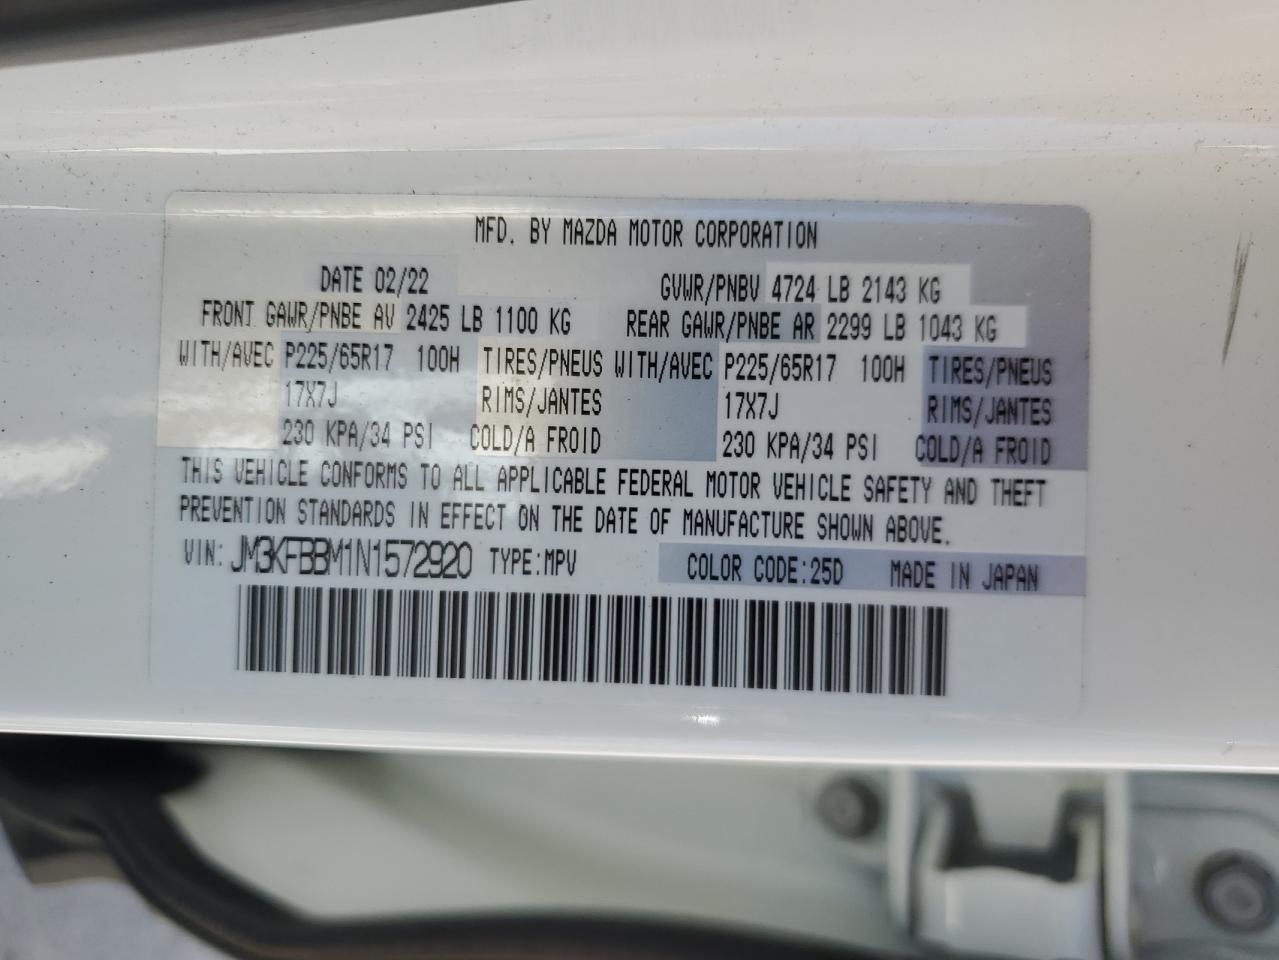 MFD. BY MAZDA MOTOR CORPORATION
DATE 02/22 GVWR/PNBV 4724 LB 2143 KG
FRONT GAWR/PNBE AV 2425 LB 1100 KG REAR GAWR/PNBE AR 2299 LB 1043 KG
WITH/AVEC P225/65R17 100H TIRES/PNEUS WITH/AVEC P225/65R17 100H TIRES/PNEUS
17X7J RIMS/JANTES 17X7J RIMS/JANTES
230 KPA/34 PSI COLD/A FROID 230 KPA/34 PSI COLD/A FROID
THIS VEHICLE CONFORMS TO ALL APPLICABLE FEDERAL MOTOR VEHICLE SAFETY AND THEFT
PREVENTION STANDARDS IN EFFECT ON THE DATE OF MANUFACTURE SHOWN ABOVE.
VIN: JM3KFBBM1N1572920 TYPE:MPV COLOR CODE:25D MADE IN JAPAN